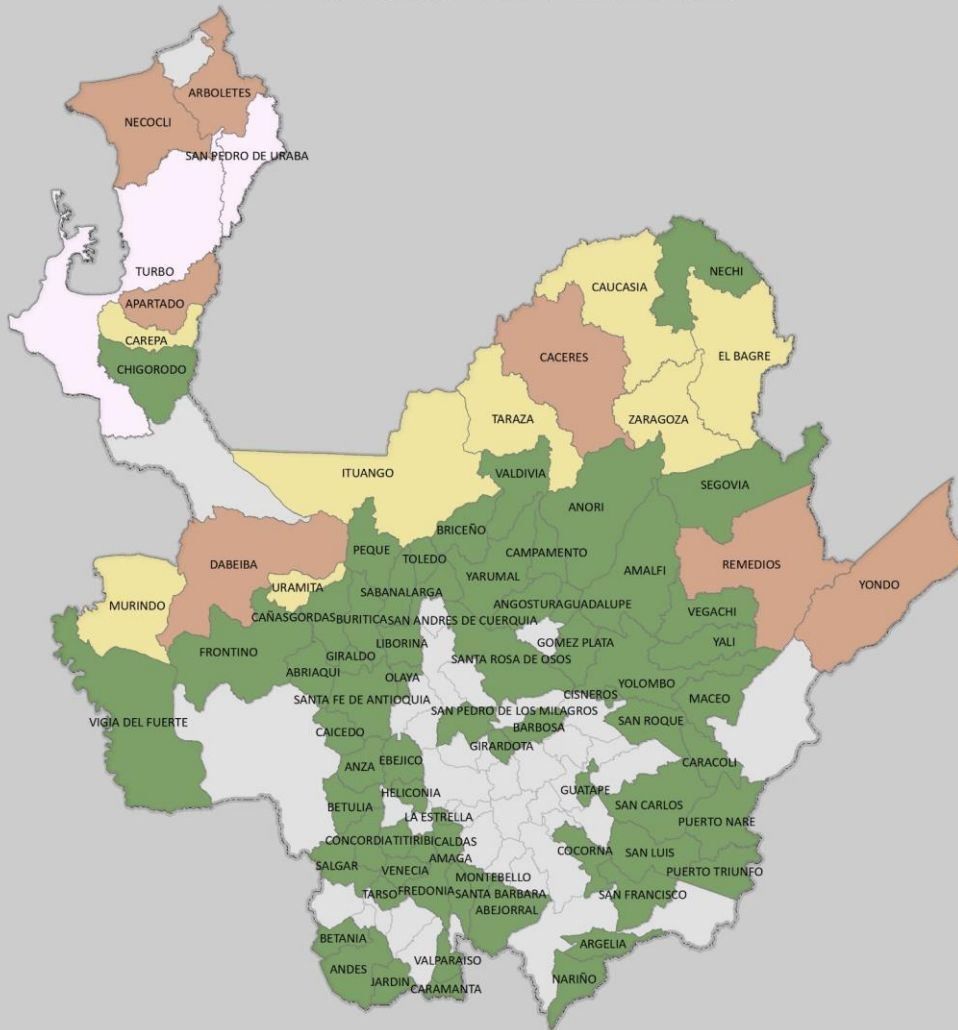 ARBOLETES
NECOCLI
SAN PEDRO DE URABA
TURBO
APARTADO
CAREPA
CHIGORODO
NECHI
CAUCASIA
EL BAGRE
CACERES
TARAZA
ZARAGOZA
ITUANGO
VALDIVIA
SEGOVIA
ANORI
BRICEÑO
PEQUE
TOLEDO
CAMPAMENTO
DABEIBA
REMEDIOS
AMALFI
YARUMAL
YONDO
URAMITA
SABANALARGA
MURINDO
ANGOSTURA
GUADALUPE
VEGACHI
CAÑASGORDAS
BURITICA
SAN ANDRES DE CUERQUIA
YALI
GOMEZ PLATA
LIBORINA
FRONTINO
GIRALDO
SANTA ROSA DE OSOS
ABRIAQUI
OLAYA
YOLOMBO
CISNEROS
MACEO
SANTA FE DE ANTIOQUIA
SAN PEDRO DE LOS MILAGROS
SAN ROQUE
VIGIA DEL FUERTE
BARBOSA
CAICEDO
GIRARDOTA
EBEJICO
CARACOLI
ANZA
HELICONIA
GUATAPE
BETULIA
SAN CARLOS
LA ESTRELLA
PUERTO NARE
CONCORDIA
TITIRIBI
CALDAS
COCORNA
SAN LUIS
AMAGA
SALGAR
VENECIA
PUERTO TRIUNFO
MONTEBELLO
TARSO
FREDONIA
SANTA BARBARA
SAN FRANCISCO
ABEJORRAL
BETANIA
ARGELIA
VALPARAISO
ANDES
JARDIN
NARIÑO
CARAMANTA